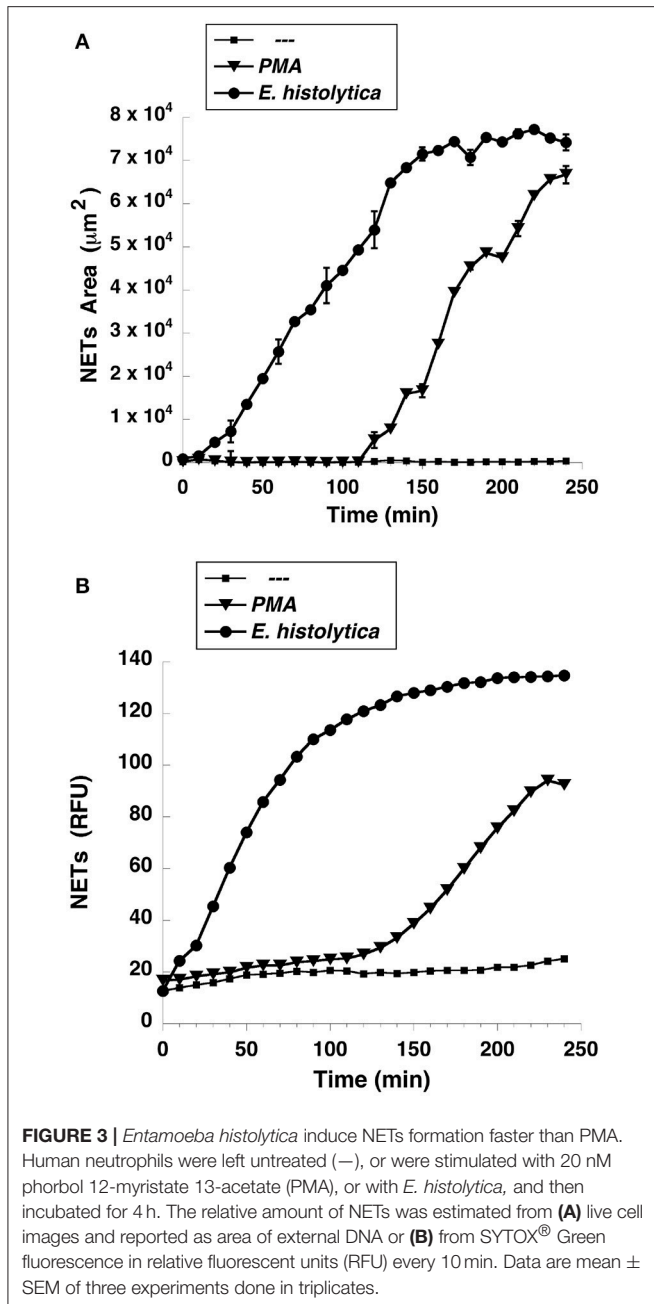 A
---
PMA
E. histolytica
8 x 10⁴
7 x 10⁴
6 x 10⁴
5 x 10⁴
4 x 10⁴
3 x 10⁴
2 x 10⁴
1 x 10⁴
0
NETs Area (μm²)
0 50 100 150 200 250
Time (min)
B
---
PMA
E. histolytica
140
120
100
80
60
40
20
0
NETs (RFU)
0 50 100 150 200 250
Time (min)
FIGURE 3 | Entamoeba histolytica induce NETs formation faster than PMA.
Human neutrophils were left untreated (—), or were stimulated with 20 nM
phorbol 12-myristate 13-acetate (PMA), or with E. histolytica, and then
incubated for 4 h. The relative amount of NETs was estimated from (A) live cell
images and reported as area of external DNA or (B) from SYTOX® Green
fluorescence in relative fluorescent units (RFU) every 10 min. Data are mean ±
SEM of three experiments done in triplicates.